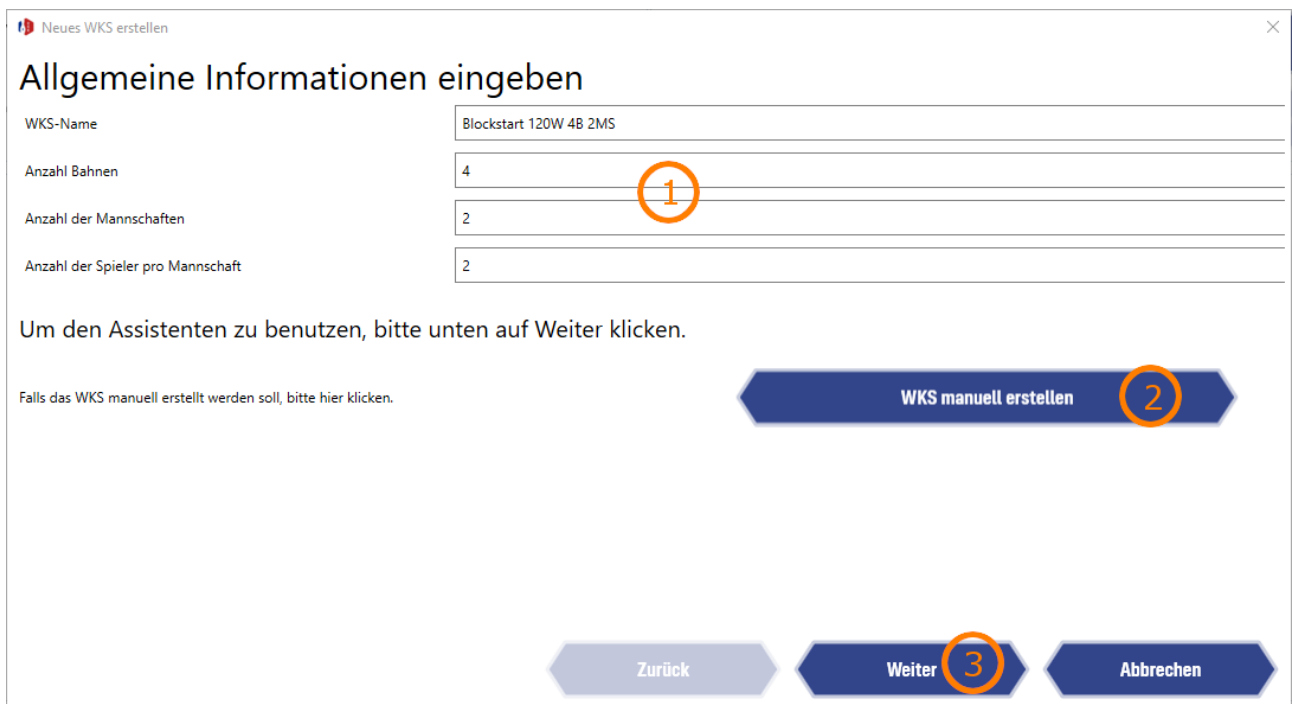 Neues WKS erstellen
Allgemeine Informationen eingeben
WKS-Name Blockstart 120W 4B 2MS
Anzahl Bahnen 4
1
Anzahl der Mannschaften 2
Anzahl der Spieler pro Mannschaft 2
Um den Assistenten zu benutzen, bitte unten auf Weiter klicken.
Falls das WKS manuell erstellt werden soll, bitte hier klicken. WKS manuell erstellen 2
Zurück Weiter 3 Abbrechen